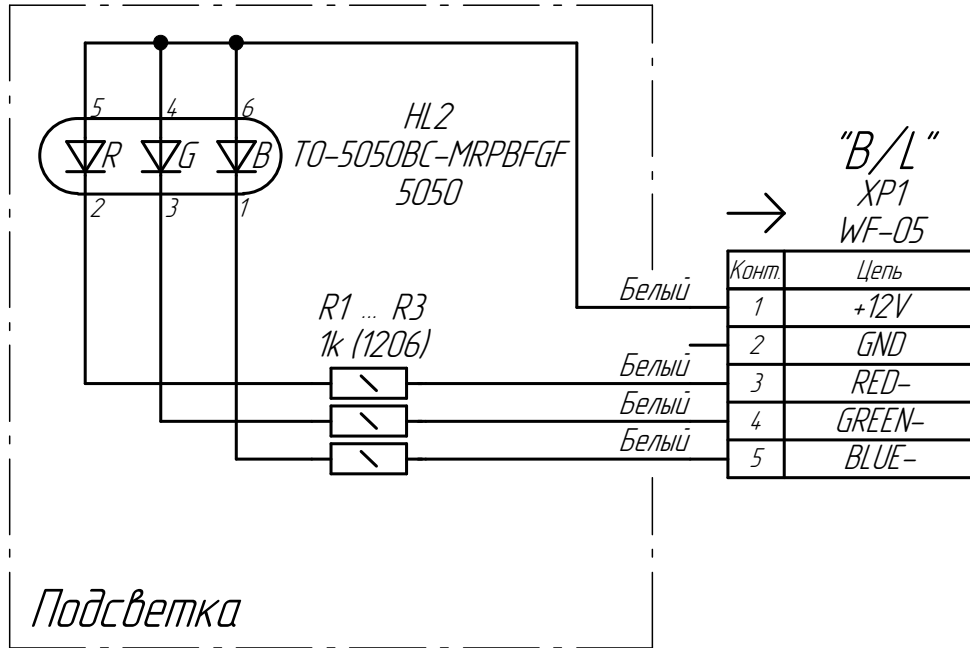 5 4 6
R G B
2 3 1
HL2
TO-5050BC-MRPBFGF
5050
"B/L"
XP1
WF-05
Конт. Цепь
Белый 1 +12V
2 GND
R1 ... R3
1k (1206)
Белый 3 RED-
Белый 4 GREEN-
Белый 5 BLUE-
Подсветка